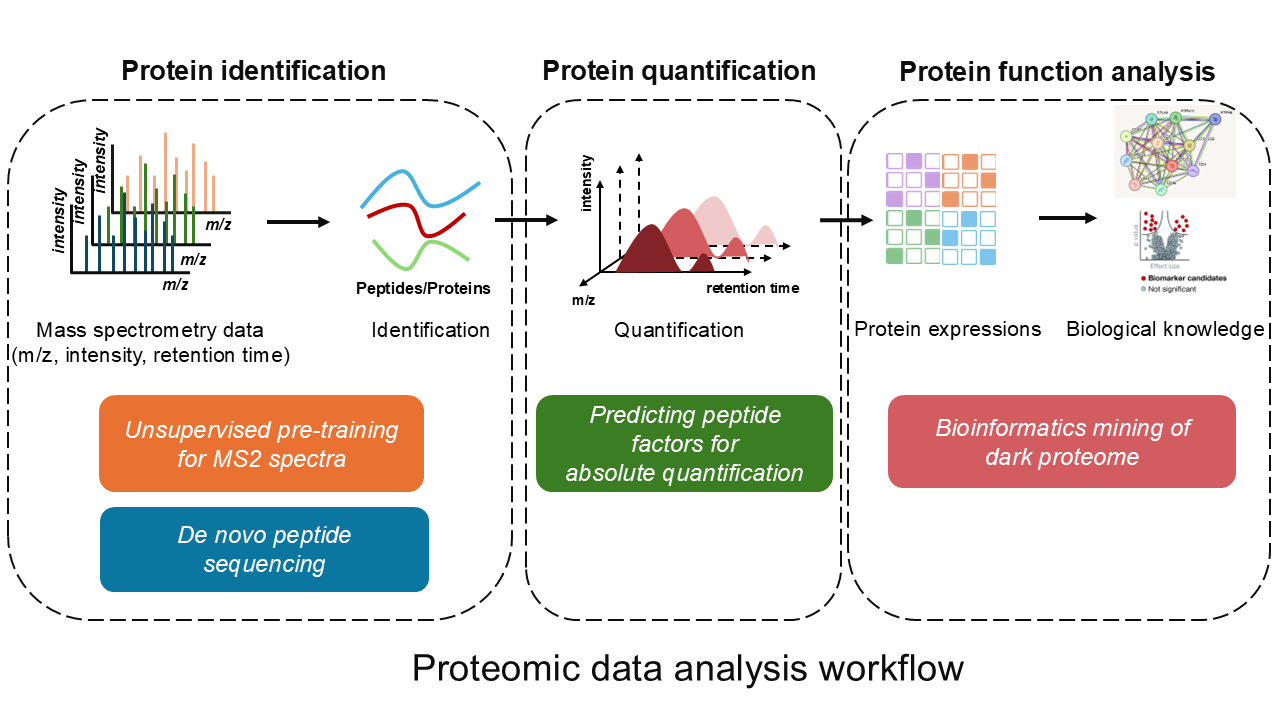 Protein identification
Protein quantification
Protein function analysis
intensity
intensity
intensity
m/z
m/z
m/z
Peptides/Proteins
Mass spectrometry data
(m/z, intensity, retention time)
Identification
intensity
m/z
retention time
Quantification
Protein expressions
p value
Effect size
Biomarker candidates
Not significant
Biological knowledge
Unsupervised pre-training
for MS2 spectra
De novo peptide
sequencing
Predicting peptide
factors for
absolute quantification
Bioinformatics mining of
dark proteome
Proteomic data analysis workflow